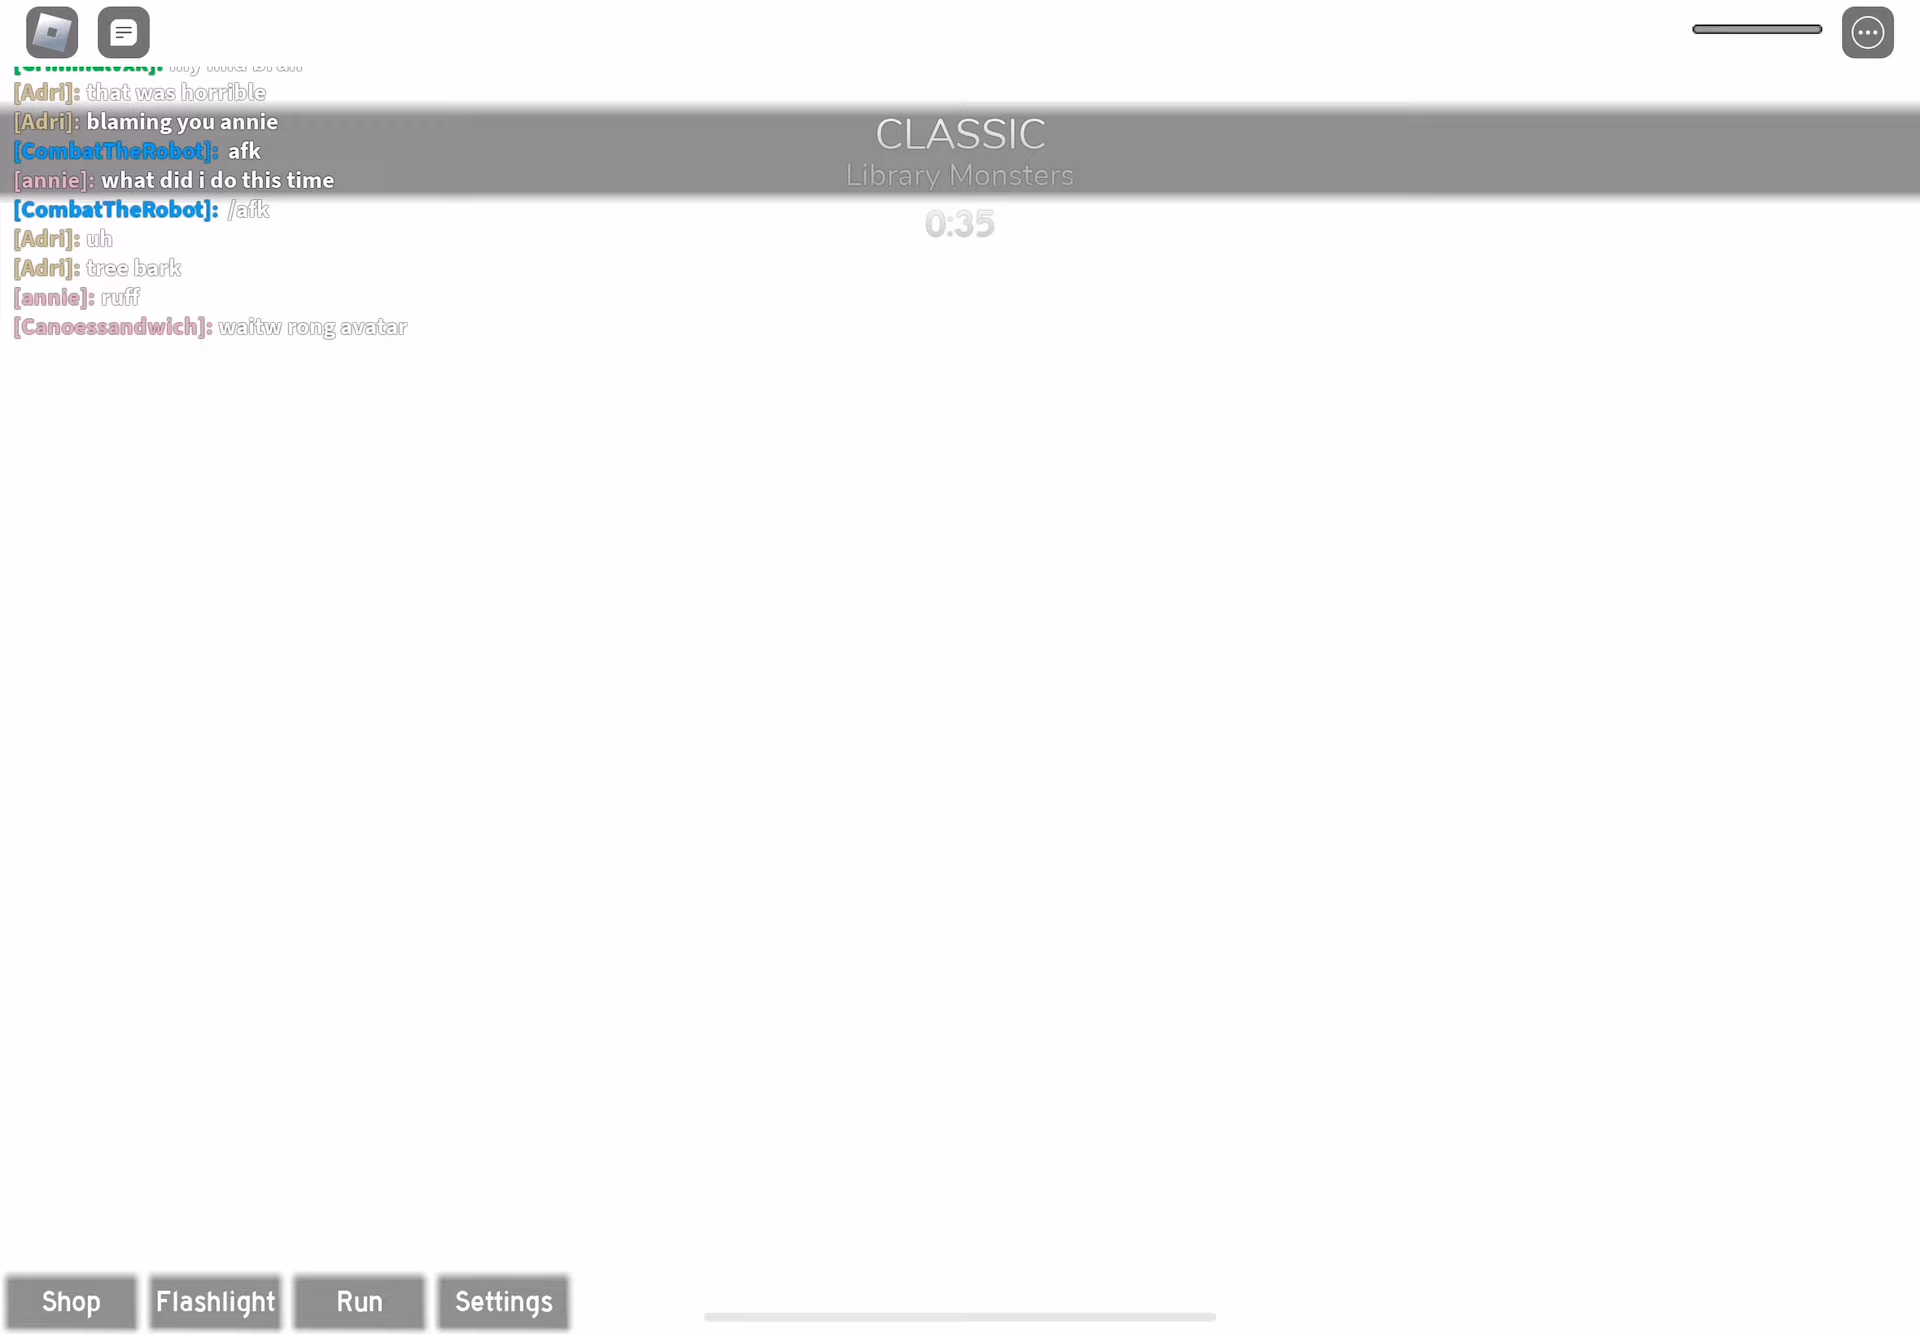 [Adri]: that was horrible
[Adri]: blaming you annie
[CombatTheRobot]: afk
[annie]: what did i do this time
[CombatTheRobot]: /afk
[Adri]: uh
[Adri]: tree bark
[annie]: ruff
[Canoessandwich]: waitw rong avatar
CLASSIC
Library Monsters
0:35
Shop
Flashlight
Run
Settings